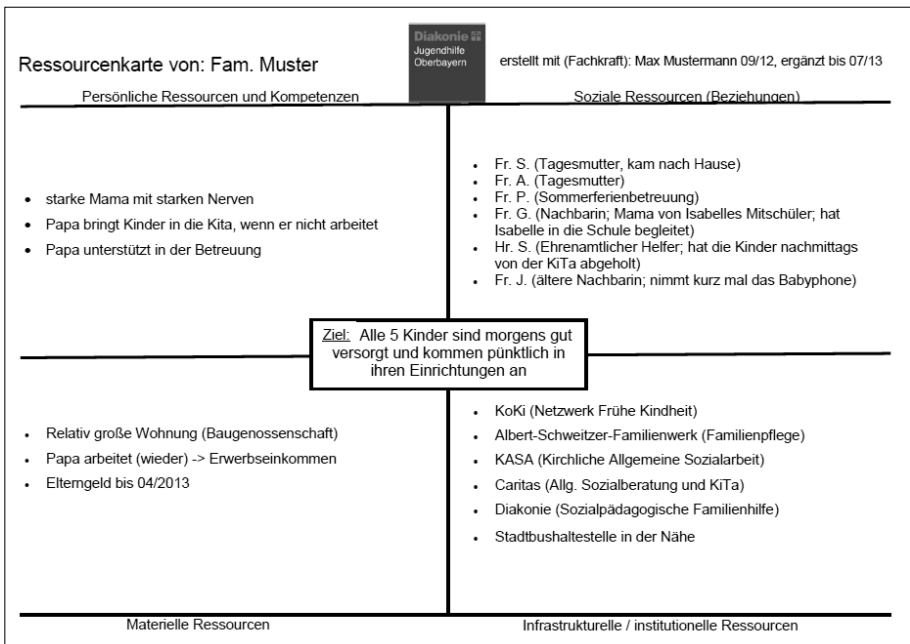 Diakonie
Jugendhilfe
Oberbayern
Ressourcenkarte von: Fam. Muster
erstellt mit (Fachkraft): Max Mustermann 09/12, ergänzt bis 07/13
Persönliche Ressourcen und Kompetenzen
• starke Mama mit starken Nerven
• Papa bringt Kinder in die Kita, wenn er nicht arbeitet
• Papa unterstützt in der Betreuung
Soziale Ressourcen (Beziehungen)
• Fr. S. (Tagesmutter, kam nach Hause)
• Fr. A. (Tagesmutter)
• Fr. P. (Sommerferienbetreuung)
• Fr. G. (Nachbarin; Mama von Isabelles Mitschüler; hat
Isabelle in die Schule begleitet)
• Hr. S. (Ehrenamtlicher Helfer; hat die Kinder nachmittags
von der KiTa abgeholt)
• Fr. J. (ältere Nachbarin; nimmt kurz mal das Babyphone)
Ziel: Alle 5 Kinder sind morgens gut
versorgt und kommen pünktlich in
ihren Einrichtungen an
• Relativ große Wohnung (Baugenossenschaft)
• Papa arbeitet (wieder) -> Erwerbseinkommen
• Elterngeld bis 04/2013
Materielle Ressourcen
• KoKi (Netzwerk Frühe Kindheit)
• Albert-Schweitzer-Familienwerk (Familienpflege)
• KASA (Kirchliche Allgemeine Sozialarbeit)
• Caritas (Allg. Sozialberatung und KiTa)
• Diakonie (Sozialpädagogische Familienhilfe)
• Stadtbushaltestelle in der Nähe
Infrastrukturelle / institutionelle Ressourcen